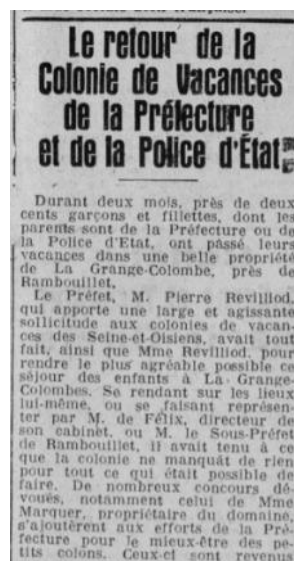 Le retour de la
Colonie de Vacances
de la Préfecture
et de la Police d'État
Durant deux mois, près de deux
cents garçons et fillettes, dont les
parents sont de la Préfecture ou de
la Police d'Etat, ont passé leurs
vacances dans une belle propriété
de La Grange-Colombe, près de
Rambouillet.
Le Préfet, M. Pierre Revilliod,
qui apporte une large et agissante
sollicitude aux colonies de vacan-
ces des Seine-et-Oisiens, avait tout
fait, ainsi que Mme Revilliod, pour
rendre le plus agréable possible ce
séjour des enfants à La Grange-
Colombes. Se rendant sur les lieux
lui-même, ou se faisant représen-
ter par M. de Félix, directeur de
son cabinet, ou M. le Sous-Préfet
de Rambouillet, il avait tenu à ce
que la colonie ne manquât de rien
pour tout ce qui était possible de
faire. De nombreux concours dé-
voués, notamment celui de Mme
Marquer, propriétaire du domaine,
s'ajoutèrent aux efforts de la Pré-
fecture pour le mieux-être des pe-
tits colons. Ceux-ci sont revenus